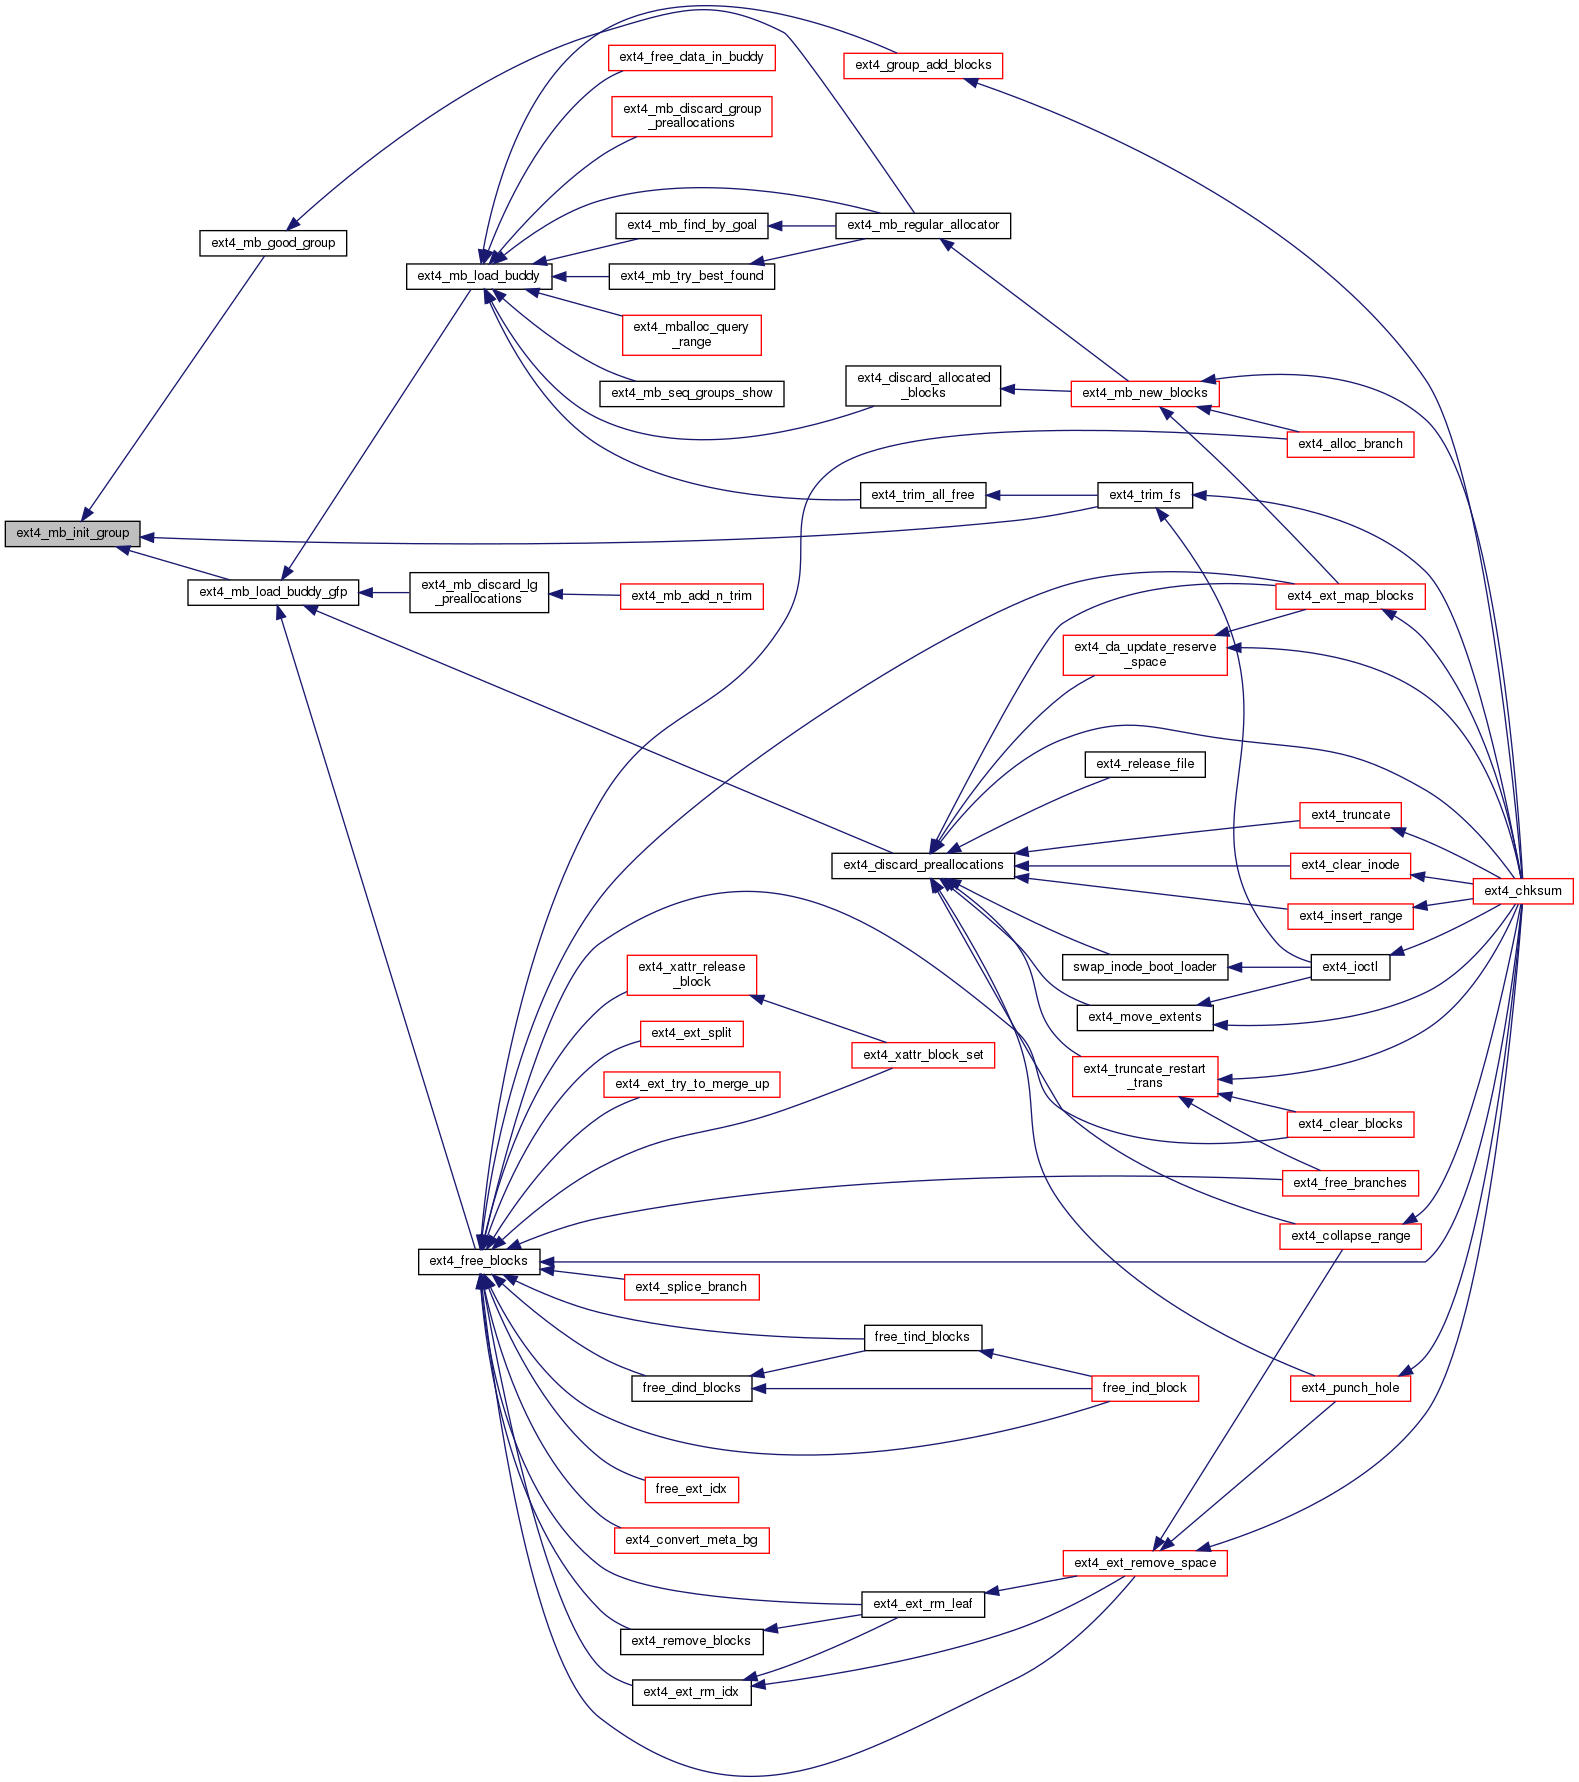 ext4_free_data_in_buddy
ext4_group_add_blocks
ext4_mb_discard_group
_preallocations
ext4_mb_good_group
ext4_mb_find_by_goal
ext4_mb_regular_allocator
ext4_mb_load_buddy
ext4_mb_try_best_found
ext4_mballoc_query
_range
ext4_mb_seq_groups_show
ext4_discard_allocated
_blocks
ext4_mb_new_blocks
ext4_alloc_branch
ext4_trim_all_free
ext4_trim_fs
ext4_mb_init_group
ext4_mb_load_buddy_gfp
ext4_mb_discard_lg
_preallocations
ext4_mb_add_n_trim
ext4_ext_map_blocks
ext4_da_update_reserve
_space
ext4_release_file
ext4_truncate
ext4_discard_preallocations
ext4_clear_inode
ext4_chksum
ext4_insert_range
swap_inode_boot_loader
ext4_ioctl
ext4_xattr_release
_block
ext4_move_extents
ext4_ext_split
ext4_xattr_block_set
ext4_truncate_restart
_trans
ext4_ext_try_to_merge_up
ext4_clear_blocks
ext4_free_branches
ext4_collapse_range
ext4_free_blocks
ext4_splice_branch
free_tind_blocks
free_dind_blocks
free_ind_block
ext4_punch_hole
free_ext_idx
ext4_convert_meta_bg
ext4_ext_remove_space
ext4_ext_rm_leaf
ext4_remove_blocks
ext4_ext_rm_idx